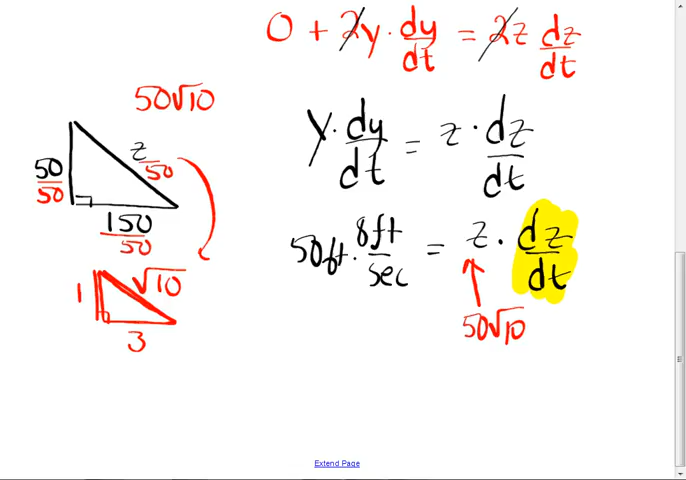 0 + 2y · dy/dt = 2z dz/dt
50√10
y · dy/dt = z · dz/dt
50/50
z/50
150/50
50ft · 8ft/sec = z · dz/dt
1
√10
3
50√10
Extend Page